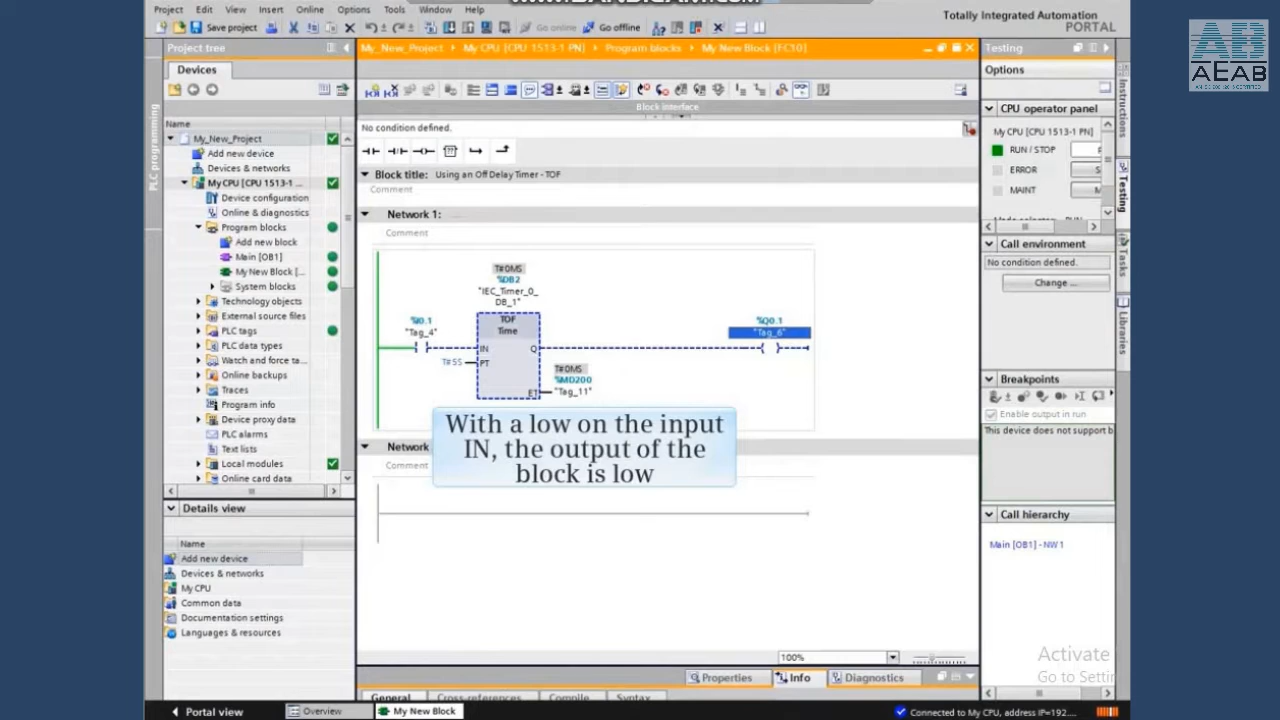 Project Edit View Insert Online Options Tools Window Help
Totally Integrated Automation
PORTAL
Save project
Go online
Go offline
Project tree
My_New_Project
My CPU [CPU 1513-1 PN]
Program blocks
My New Block [FC10]
Testing
Devices
Options
Block interface
Name
No condition defined.
CPU operator panel
My_New_Project
Add new device
Devices & networks
My CPU [CPU 1513-1 ...
Device configuration
Online & diagnostics
Program blocks
Add new block
Main [OB1]
My New Block [...
System blocks
Technology objects
External source files
PLC tags
PLC data types
Watch and force ta...
Online backups
Traces
Program info
Device proxy data
PLC alarms
Text lists
Local modules
Online card data
PLC programming
Block title: Using an Off Delay Timer - TOF
Comment
Network 1:
Comment
T#0MS
%DB2
"IEC_Timer_0_
DB_1"
TOF
Time
%I0.1
"Tag_4"
IN
Q
T#5S
PT
ET
T#0MS
%MD200
"Tag_11"
%Q0.1
"Tag_6"
With a low on the input
IN, the output of the
block is low
Network
Comment
My CPU [CPU 1513-1 PN]
RUN / STOP
ERROR
MAINT
Call environment
No condition defined.
Change ...
Breakpoints
Enable output in run
This device does not support b
Call hierarchy
Main [OB1] - NW1
Instructions
Testing
Tasks
Libraries
Details view
Name
Add new device
Devices & networks
My CPU
Common data
Documentation settings
Languages & resources
100%
Properties
Info
Diagnostics
General
Cross-references
Compile
Syntax
Activate
Go to Settin
Portal view
Overview
My New Block
Connected to My CPU, address IP=192....
AEAB